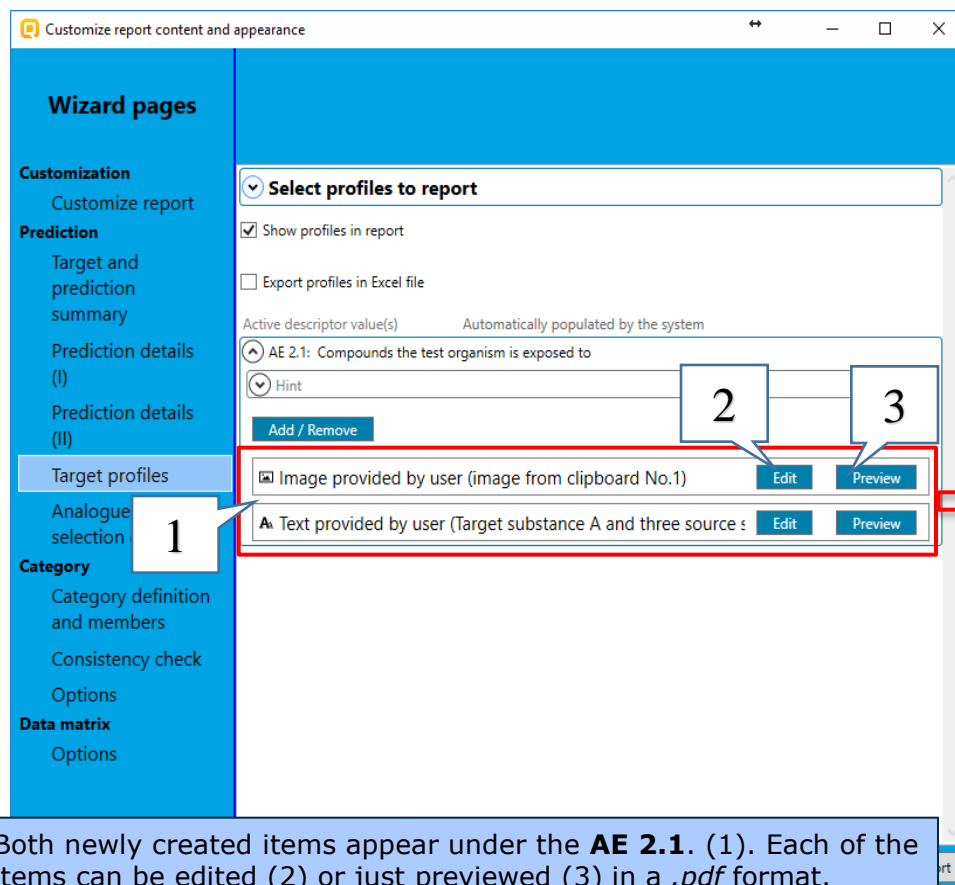 Customize report content and appearance
Wizard pages
Customization
Customize report
Prediction
Target and
prediction
summary
Prediction details
(I)
Prediction details
(II)
Target profiles
Analogue
selection
Category
Category definition
and members
Consistency check
Options
Data matrix
Options
Select profiles to report
Show profiles in report
Export profiles in Excel file
Active descriptor value(s) Automatically populated by the system
AE 2.1: Compounds the test organism is exposed to
Hint
Add / Remove
Image provided by user (image from clipboard No.1) Edit Preview
Text provided by user (Target substance A and three source s Edit Preview
1
2
3
Both newly created items appear under the AE 2.1. (1). Each of the
items can be edited (2) or just previewed (3) in a .pdf format.